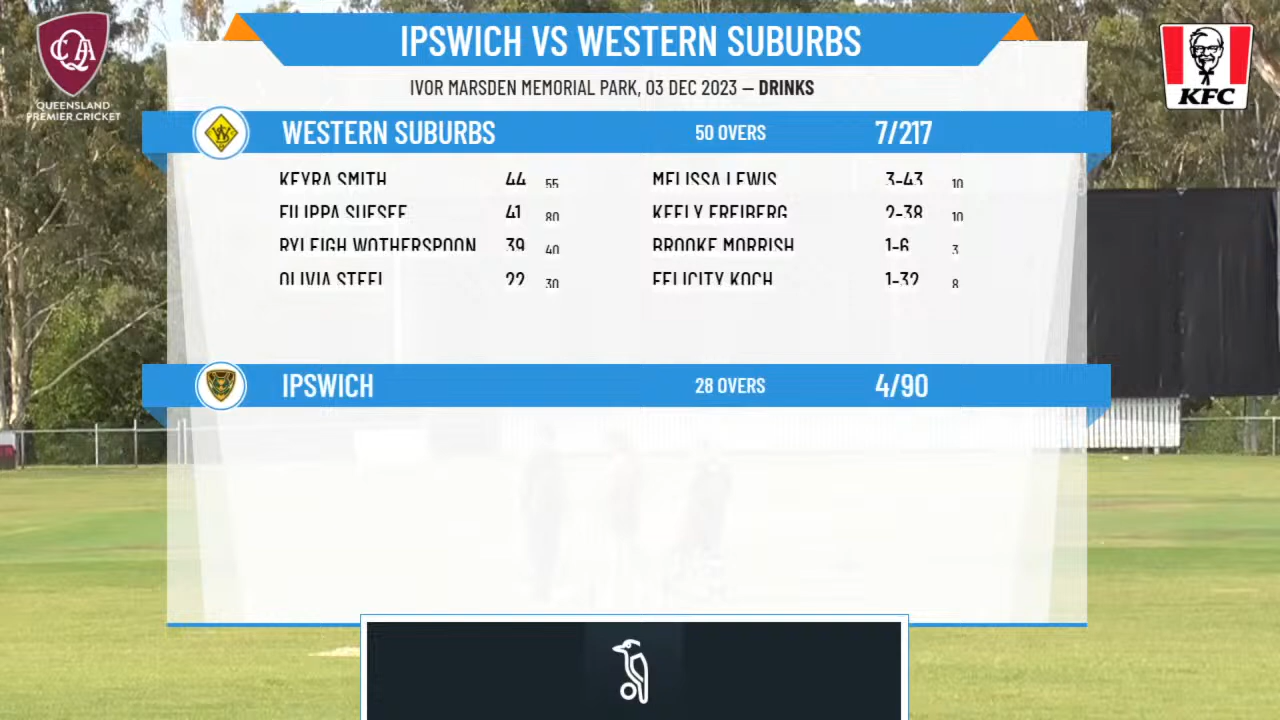 IPSWICH VS WESTERN SUBURBS
IVOR MARSDEN MEMORIAL PARK, 03 DEC 2023 – DRINKS
QUEENSLAND
PREMIER CRICKET
KFC
WESTERN SUBURBS 50 OVERS 7/217
KEYRA SMITH 44 55 MELISSA LEWIS 3-43 10
FILIPPA SUESEE 41 80 KEELY FREIBERG 2-38 10
RYLEIGH WOTHERSPOON 39 40 BROOKE MORRISH 1-6 3
OLIVIA STEEL 22 30 FELICITY KOCH 1-32 8
IPSWICH 28 OVERS 4/90